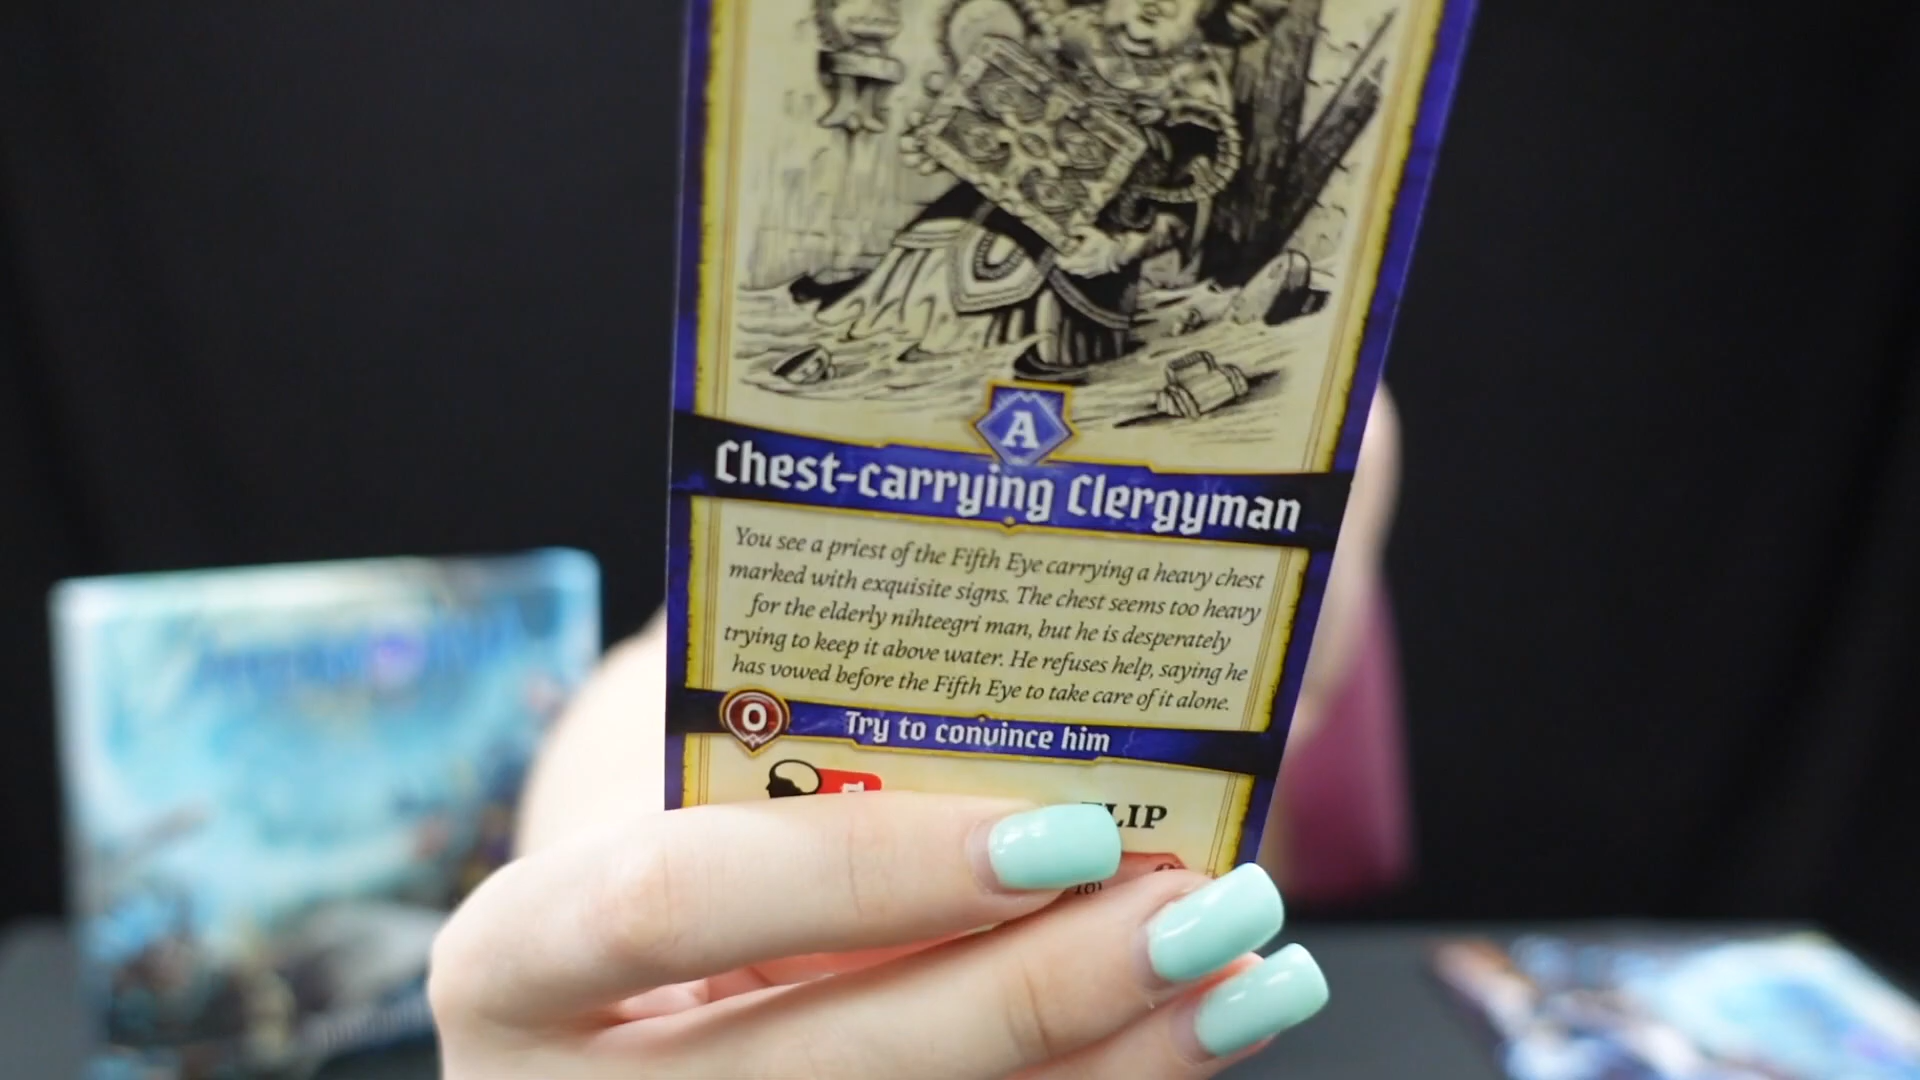 A
Chest-carrying Clergyman
You see a priest of the Fifth Eye carrying a heavy chest
marked with exquisite signs. The chest seems too heavy
for the elderly nihteegri man, but he is desperately
trying to keep it above water. He refuses help, saying he
has vowed before the Fifth Eye to take care of it alone.
0 Try to convince him